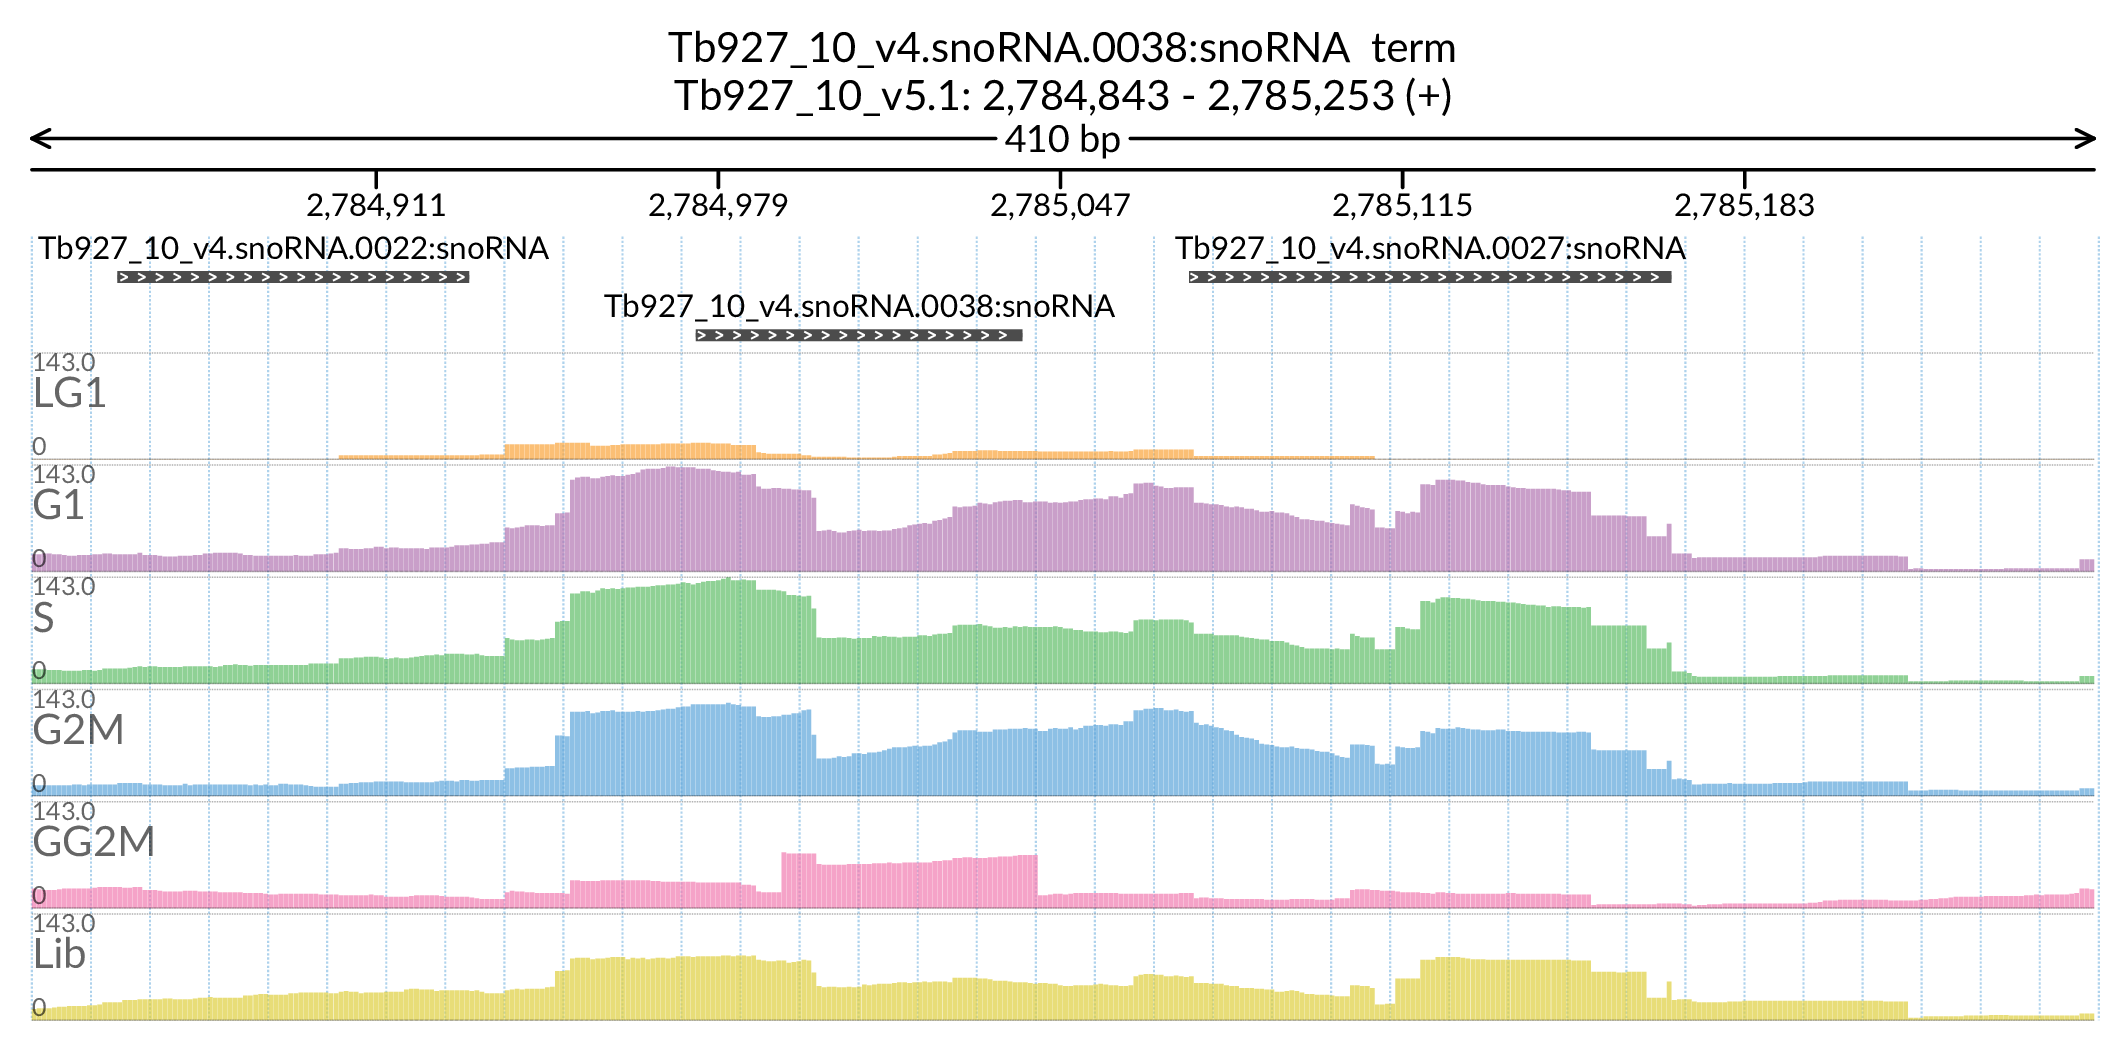 Tb927_10_v4.snoRNA.0038:snoRNA term
Tb927_10_v5.1: 2,784,843 - 2,785,253 (+)
410 bp
2,784,911 2,784,979 2,785,047 2,785,115 2,785,183
Tb927_10_v4.snoRNA.0022:snoRNA Tb927_10_v4.snoRNA.0027:snoRNA
Tb927_10_v4.snoRNA.0038:snoRNA
143.0
LG1
0
143.0
G1
0
143.0
S
0
143.0
G2M
0
143.0
GG2M
0
143.0
Lib
0